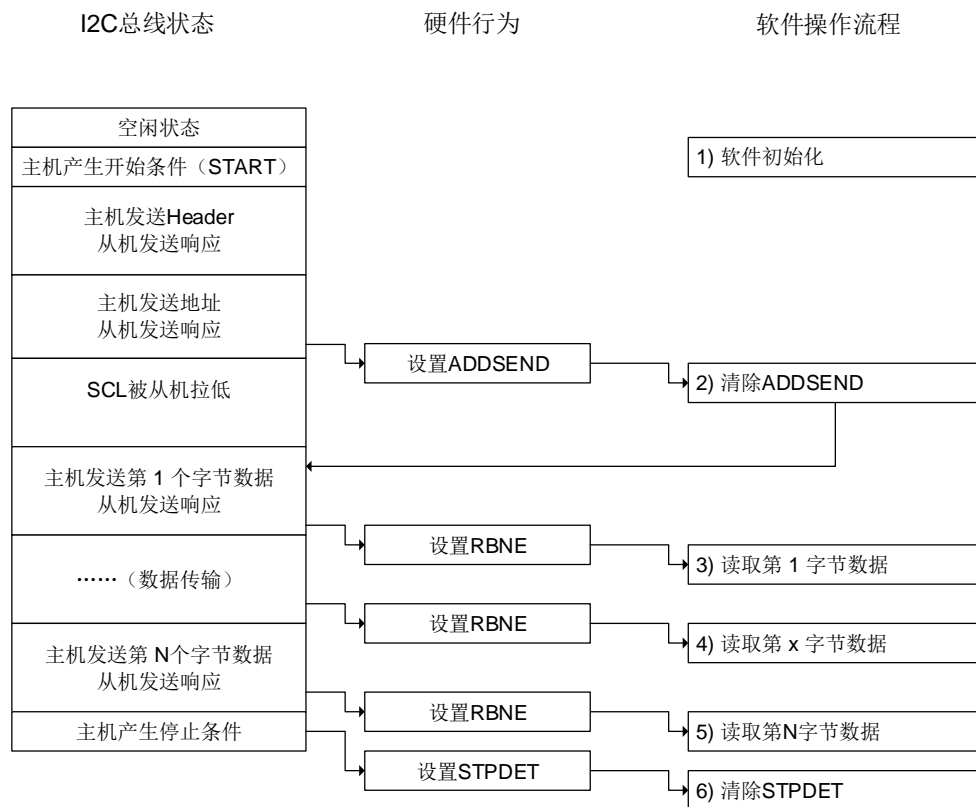 I2C总线状态
硬件行为
软件操作流程
空闲状态
主机产生开始条件（START）
1) 软件初始化
主机发送Header
从机发送响应
主机发送地址
从机发送响应
设置ADDSEND
2) 清除ADDSEND
SCL被从机拉低
主机发送第 1 个字节数据
从机发送响应
设置RBNE
3) 读取第 1 字节数据
……（数据传输）
设置RBNE
4) 读取第 x 字节数据
主机发送第 N个字节数据
从机发送响应
设置RBNE
5) 读取第N字节数据
主机产生停止条件
设置STPDET
6) 清除STPDET